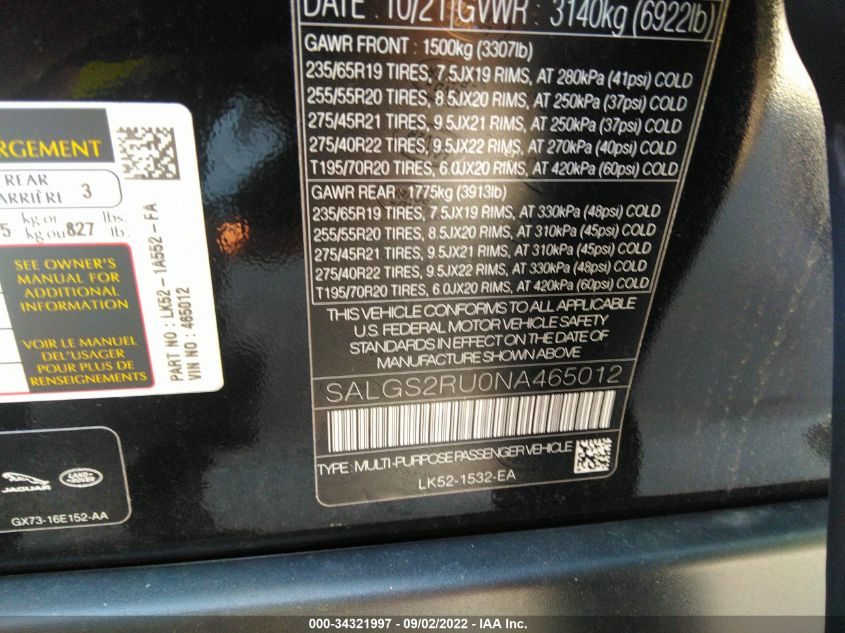 DATE : 10/21 GVWR : 3140kg (6922lb)
GAWR FRONT : 1500kg (3307lb)
235/65R19 TIRES, 7.5JX19 RIMS, AT 280kPa (41psi) COLD
255/55R20 TIRES, 8.5JX20 RIMS, AT 250kPa (37psi) COLD
275/45R21 TIRES, 9.5JX21 RIMS, AT 250kPa (37psi) COLD
275/40R22 TIRES, 9.5JX22 RIMS, AT 270kPa (40psi) COLD
T195/70R20 TIRES, 6.0JX20 RIMS, AT 420kPa (60psi) COLD
GAWR REAR : 1775kg (3913lb)
235/65R19 TIRES, 7.5JX19 RIMS, AT 330kPa (48psi) COLD
255/55R20 TIRES, 8.5JX20 RIMS, AT 310kPa (45psi) COLD
275/45R21 TIRES, 9.5JX21 RIMS, AT 310kPa (45psi) COLD
275/40R22 TIRES, 9.5JX22 RIMS, AT 330kPa (48psi) COLD
T195/70R20 TIRES, 6.0JX20 RIMS, AT 420kPa (60psi) COLD
THIS VEHICLE CONFORMS TO ALL APPLICABLE
U.S. FEDERAL MOTOR VEHICLE SAFETY
STANDARDS IN EFFECT ON THE DATE OF
MANUFACTURE SHOWN ABOVE
SALGS2RU0NA465012
TYPE : MULTI-PURPOSE PASSENGER VEHICLE
LK52-1532-EA
RGEMENT
REAR
ARRIÈRE 3
5 kg or 827 lbs.
kg ou lb.
SEE OWNER'S
MANUAL FOR
ADDITIONAL
INFORMATION
VOIR LE MANUEL
DEL'USAGER
POUR PLUS DE
RENSEIGNEMENTS
PART NO : LK52-1A552-FA
VIN NO : 465012
JAGUAR
LAND-ROVER
GX73-16E152-AA
000-34321997 - 09/02/2022 - IAA Inc.